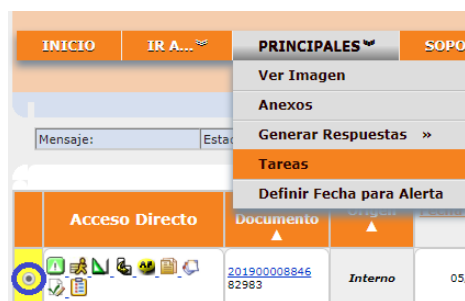 INICIO IR A... PRINCIPALES SOPO
Ver Imagen
Anexos
Mensaje: Esta Generar Respuestas »
Tareas
Definir Fecha para Alerta
Acceso Directo Documento
201900008846 Interno 05
82983